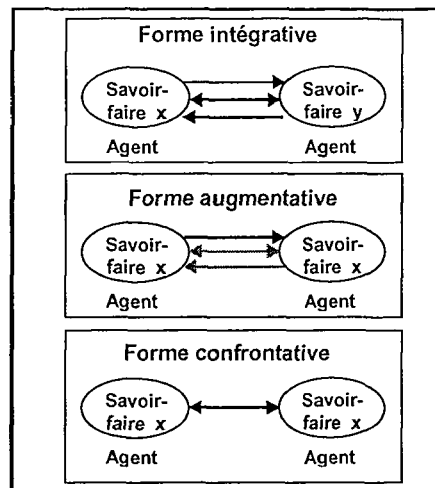 Forme intégrative
Savoir- Savoir-
faire x faire y
Agent Agent
Forme augmentative
Savoir- Savoir-
faire x faire x
Agent Agent
Forme confrontative
Savoir- Savoir-
faire x faire x
Agent Agent